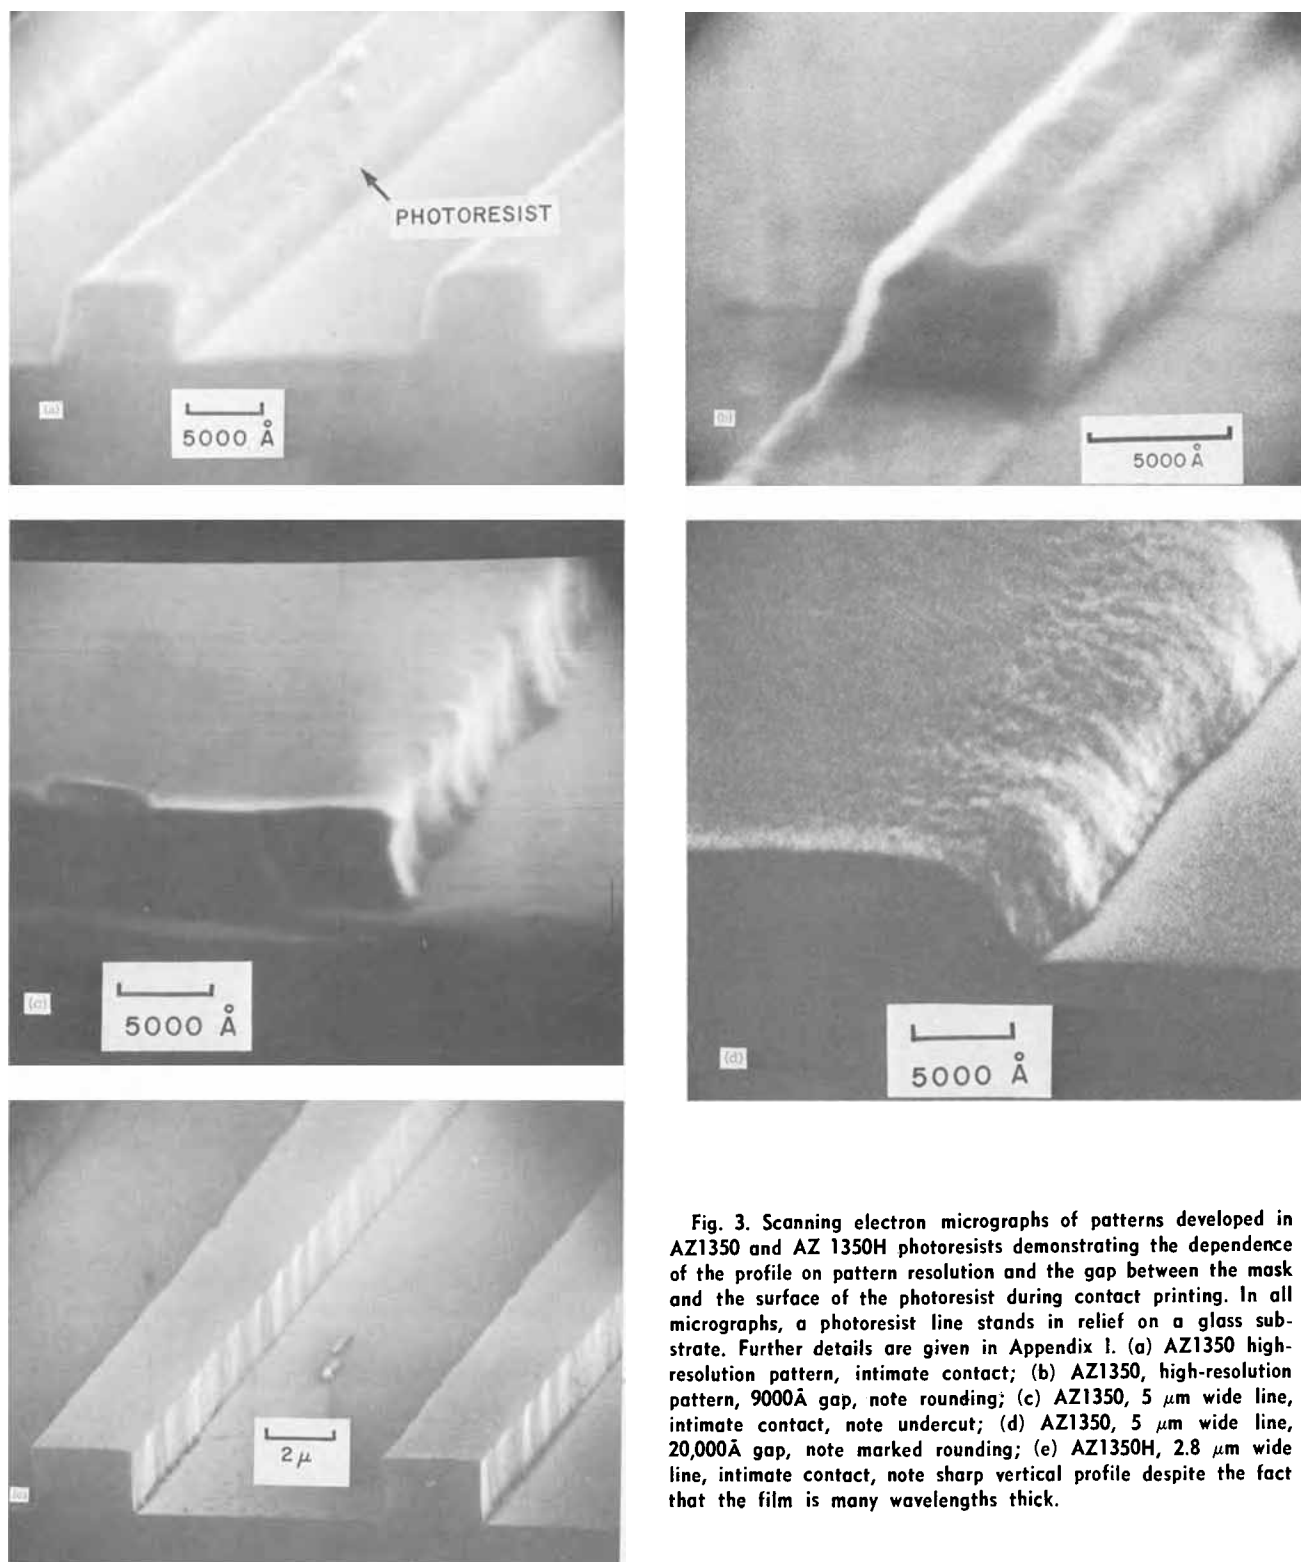 PHOTORESIST
(a)
5000 Å
(b)
5000 Å
(c)
5000 Å
(d)
5000 Å
2 μ
Fig. 3. Scanning electron micrographs of patterns developed in
AZ1350 and AZ 1350H photoresists demonstrating the dependence
of the profile on pattern resolution and the gap between the mask
and the surface of the photoresist during contact printing. In all
micrographs, a photoresist line stands in relief on a glass sub-
strate. Further details are given in Appendix I. (a) AZ1350 high-
resolution pattern, intimate contact; (b) AZ1350, high-resolution
pattern, 9000Å gap, note rounding; (c) AZ1350, 5 μm wide line,
intimate contact, note undercut; (d) AZ1350, 5 μm wide line,
20,000Å gap, note marked rounding; (e) AZ1350H, 2.8 μm wide
line, intimate contact, note sharp vertical profile despite the fact
that the film is many wavelengths thick.